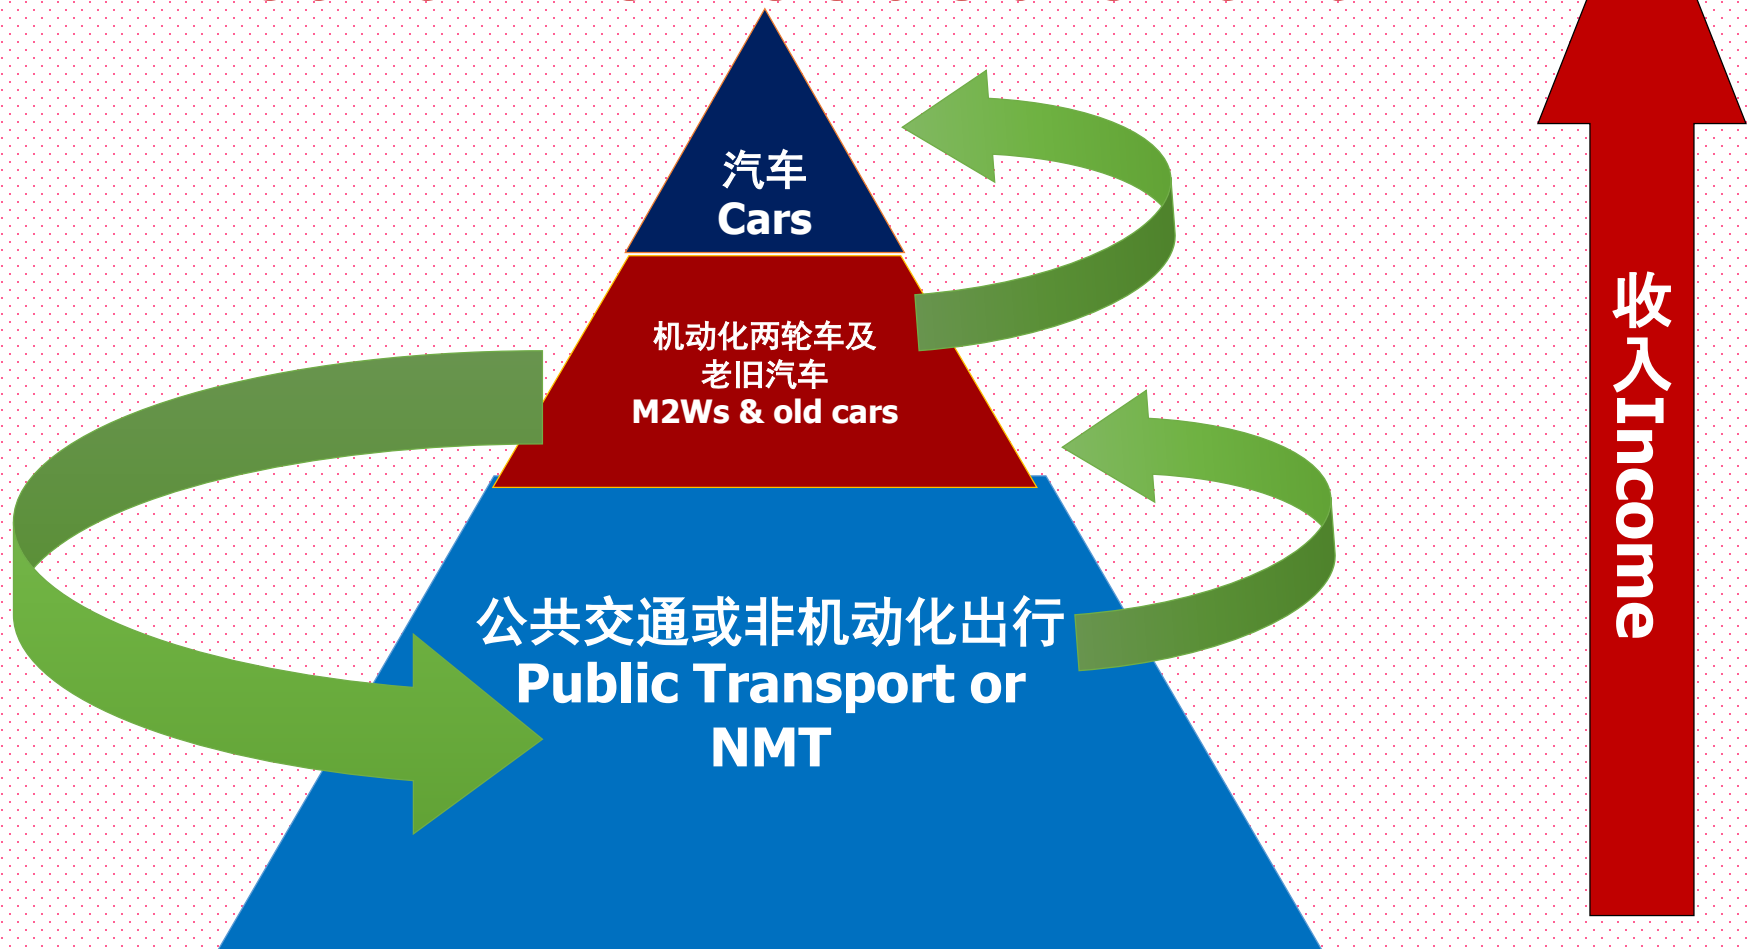 汽车
Cars
机动化两轮车及
老旧汽车
M2Ws & old cars
公共交通或非机动化出行
Public Transport or
NMT
收入Income